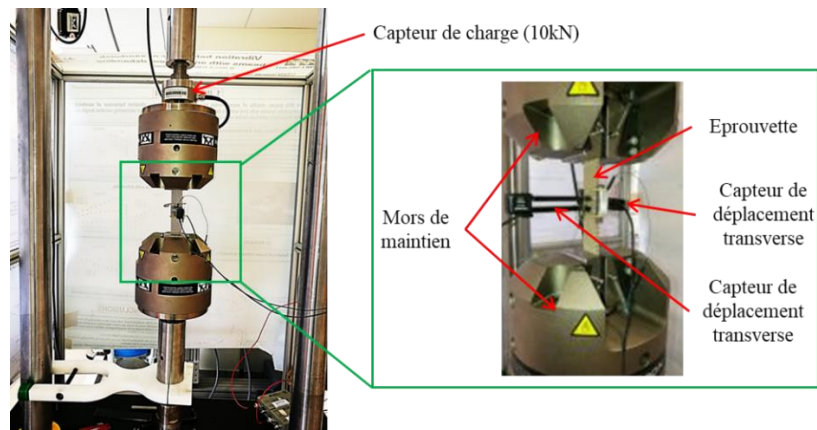 Capteur de charge (10kN)
Eprouvette
Capteur de
déplacement
transverse
Mors de
maintien
Capteur de
déplacement
transverse